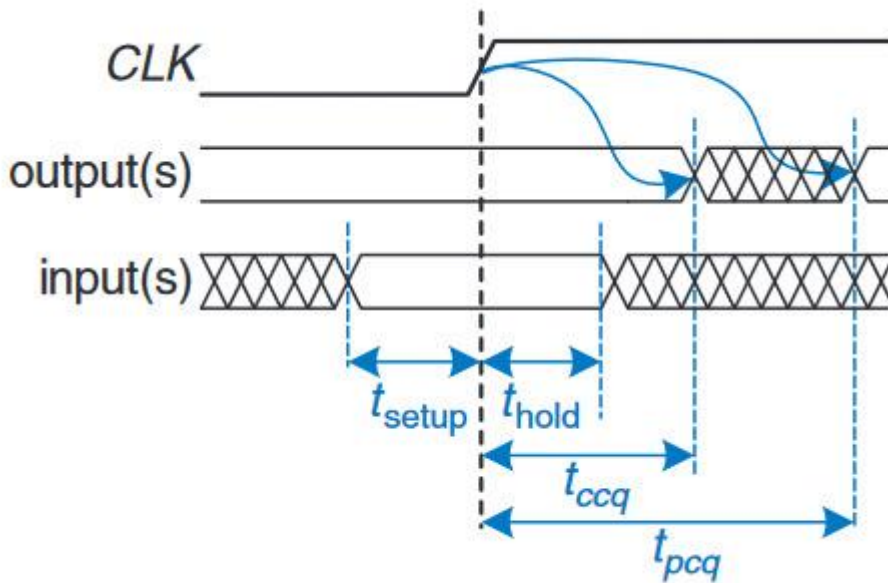 CLK
output(s)
input(s)
tsetup thold
tccq
tpcq